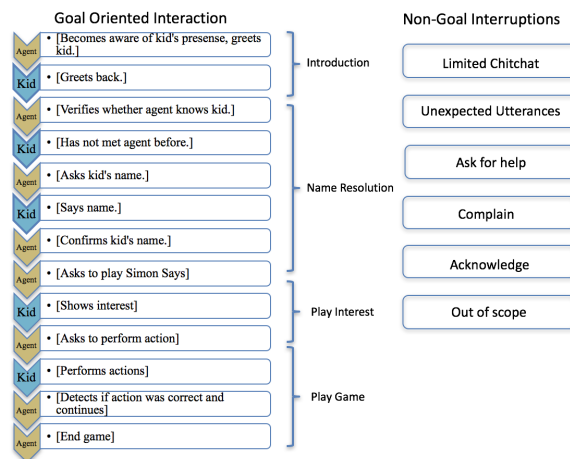 Goal Oriented Interaction
Agent
• [Becomes aware of kid's presense, greets
kid.]
Kid
• [Greets back.]
Introduction
Agent
• [Verifies whether agent knows kid.]
Kid
• [Has not met agent before.]
Agent
• [Asks kid's name.]
Kid
• [Says name.]
Agent
• [Confirms kid's name.]
Agent
• [Asks to play Simon Says]
Name Resolution
Kid
• [Shows interest]
Agent
• [Asks to perform action]
Play Interest
Kid
• [Performs actions]
Agent
• [Detects if action was correct and
continues]
Agent
• [End game]
Play Game
Non-Goal Interruptions
Limited Chitchat
Unexpected Utterances
Ask for help
Complain
Acknowledge
Out of scope